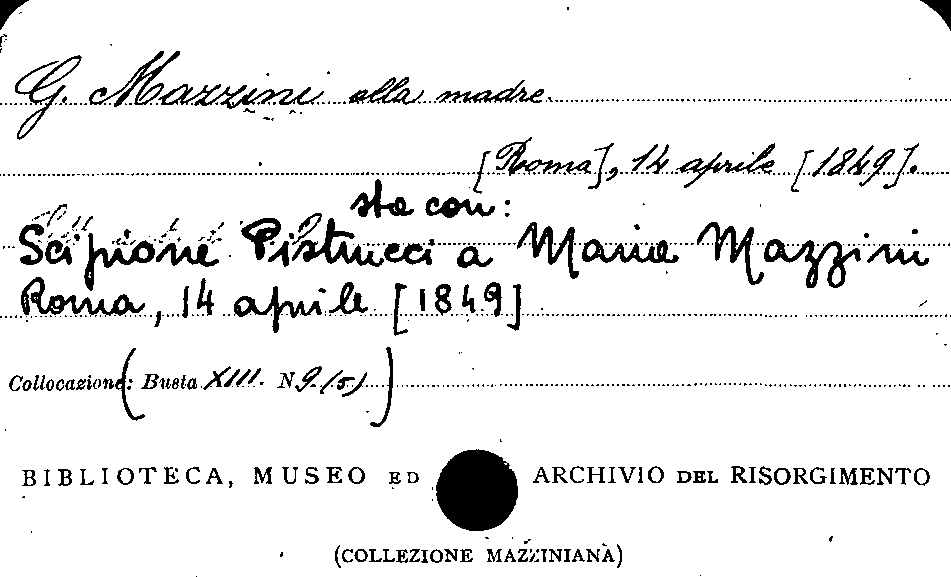 G. Mazzini alla madre.
[Roma], 14 aprile [1849].
sta con:
Scipione Pistrucci a Maria Mazzini
Roma, 14 aprile [1849]
Collocazione: (Busta XIII. N 9. (5))
BIBLIOTECA, MUSEO ED ARCHIVIO DEL RISORGIMENTO
(COLLEZIONE MAZZINIANA)